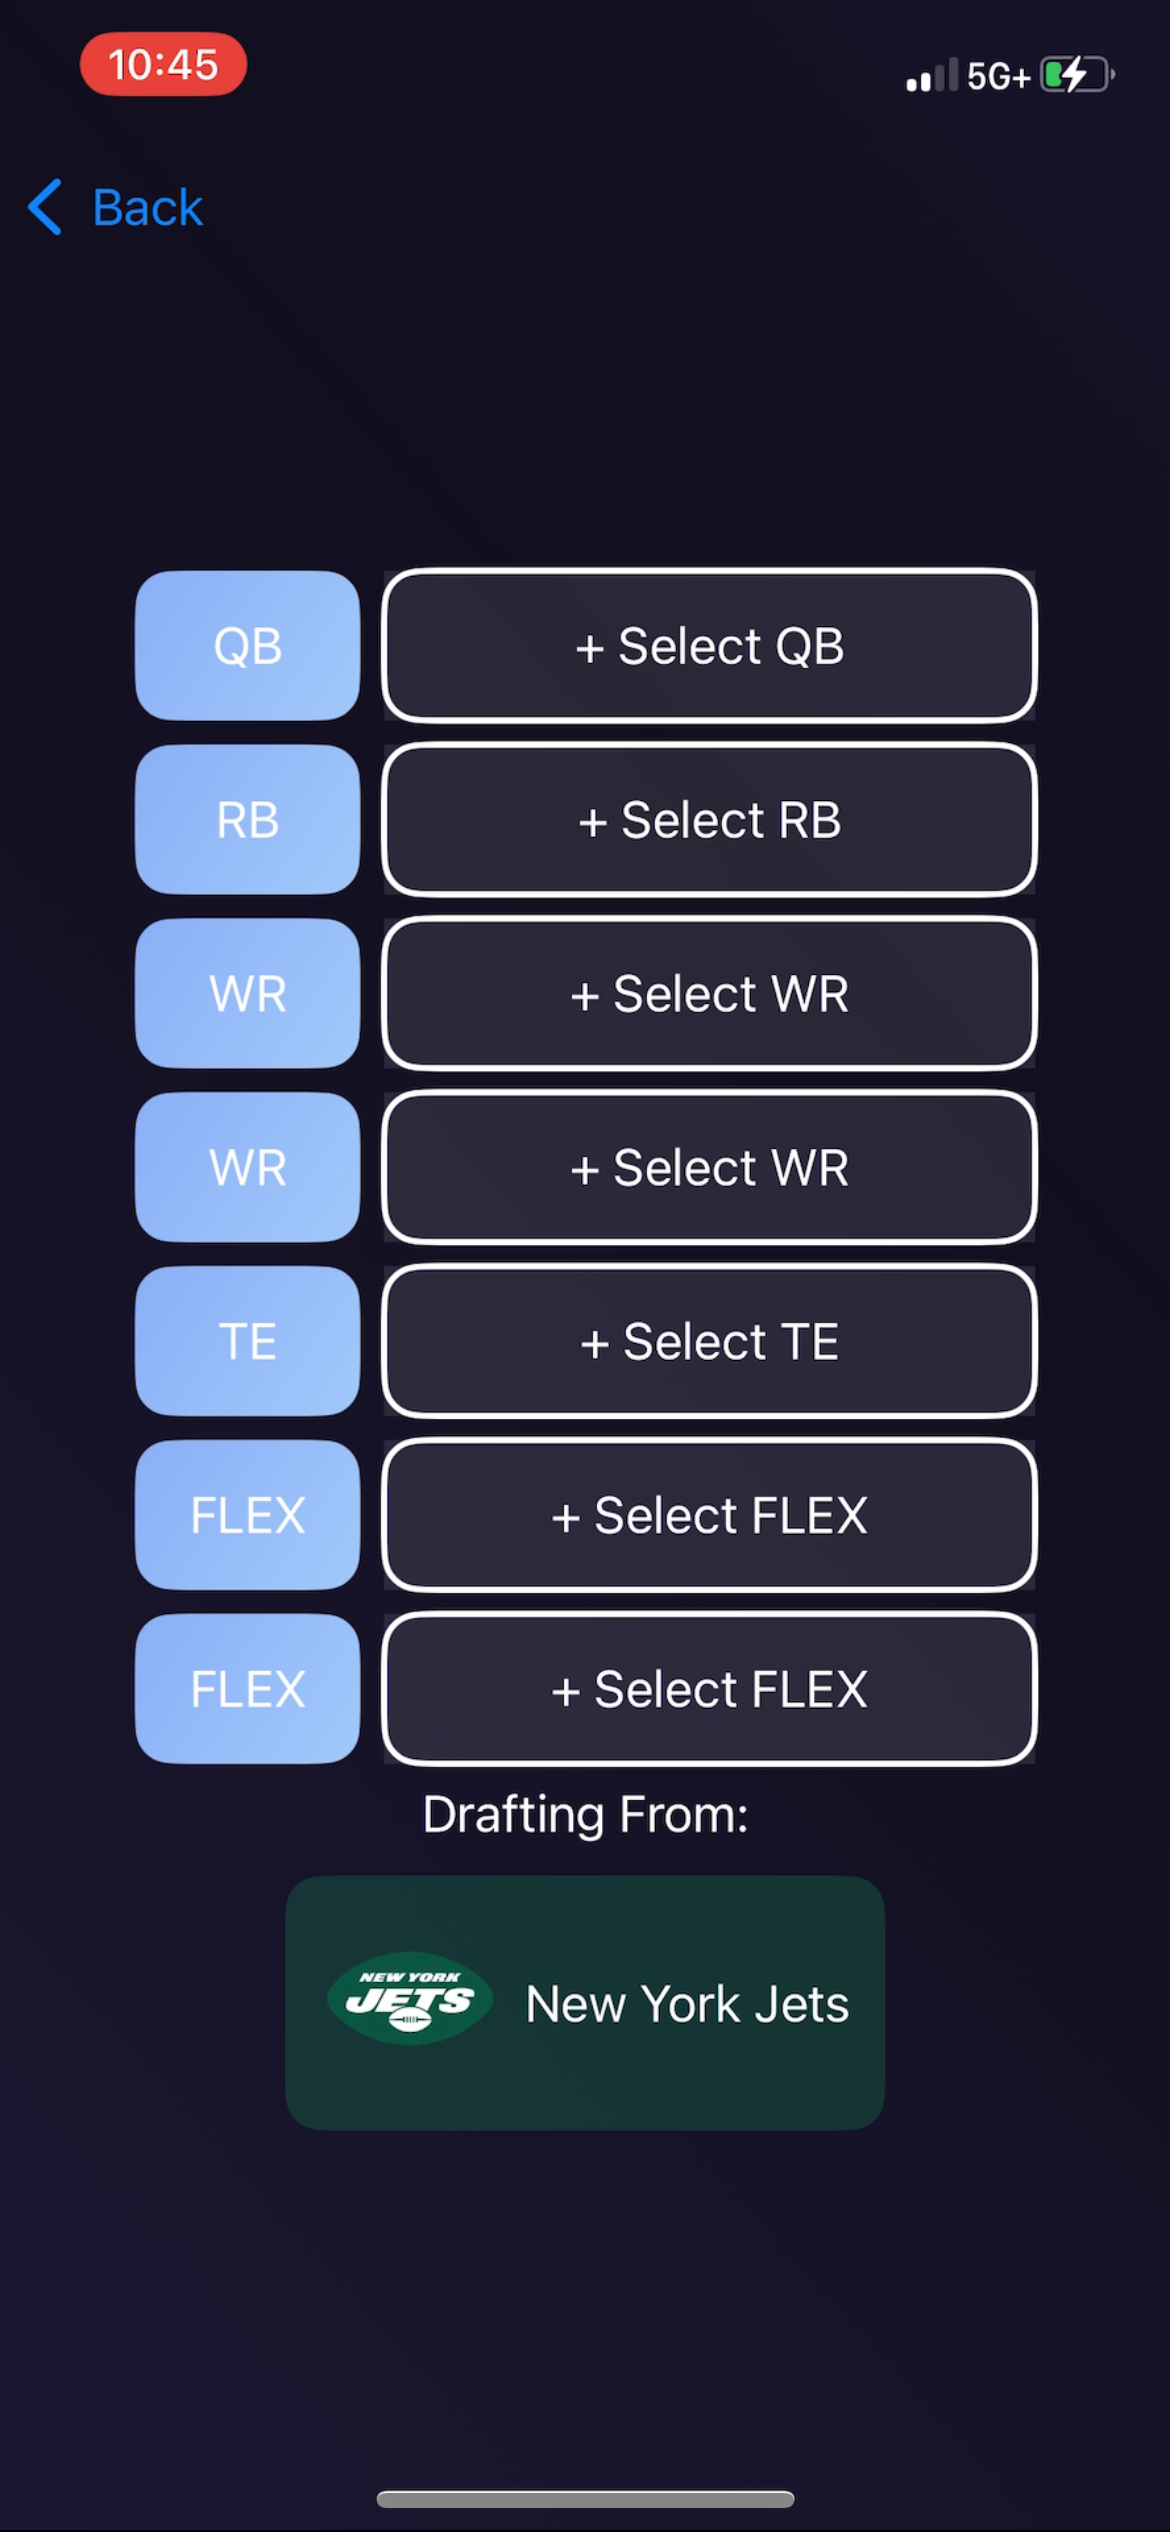 10:45
5G+
Back
QB
+ Select QB
RB
+ Select RB
WR
+ Select WR
WR
+ Select WR
TE
+ Select TE
FLEX
+ Select FLEX
FLEX
+ Select FLEX
Drafting From:
NEW YORK
JETS
New York Jets